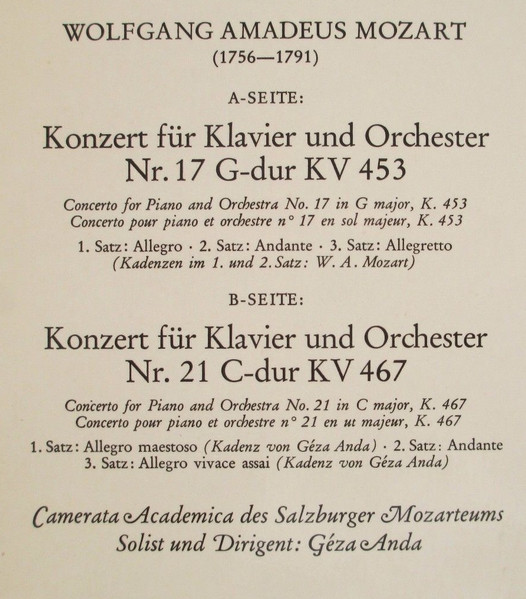 WOLFGANG AMADEUS MOZART
(1756—1791)
A-SEITE:
Konzert für Klavier und Orchester
Nr. 17 G-dur KV 453
Concerto for Piano and Orchestra No. 17 in G major, K. 453
Concerto pour piano et orchestre n° 17 en sol majeur, K. 453
1. Satz: Allegro · 2. Satz: Andante · 3. Satz: Allegretto
(Kadenzen im 1. und 2. Satz: W. A. Mozart)
B-SEITE:
Konzert für Klavier und Orchester
Nr. 21 C-dur KV 467
Concerto for Piano and Orchestra No. 21 in C major, K. 467
Concerto pour piano et orchestre n° 21 en ut majeur, K. 467
1. Satz: Allegro maestoso (Kadenz von Géza Anda) · 2. Satz: Andante
3. Satz: Allegro vivace assai (Kadenz von Géza Anda)
Camerata Academica des Salzburger Mozarteums
Solist und Dirigent: Géza Anda